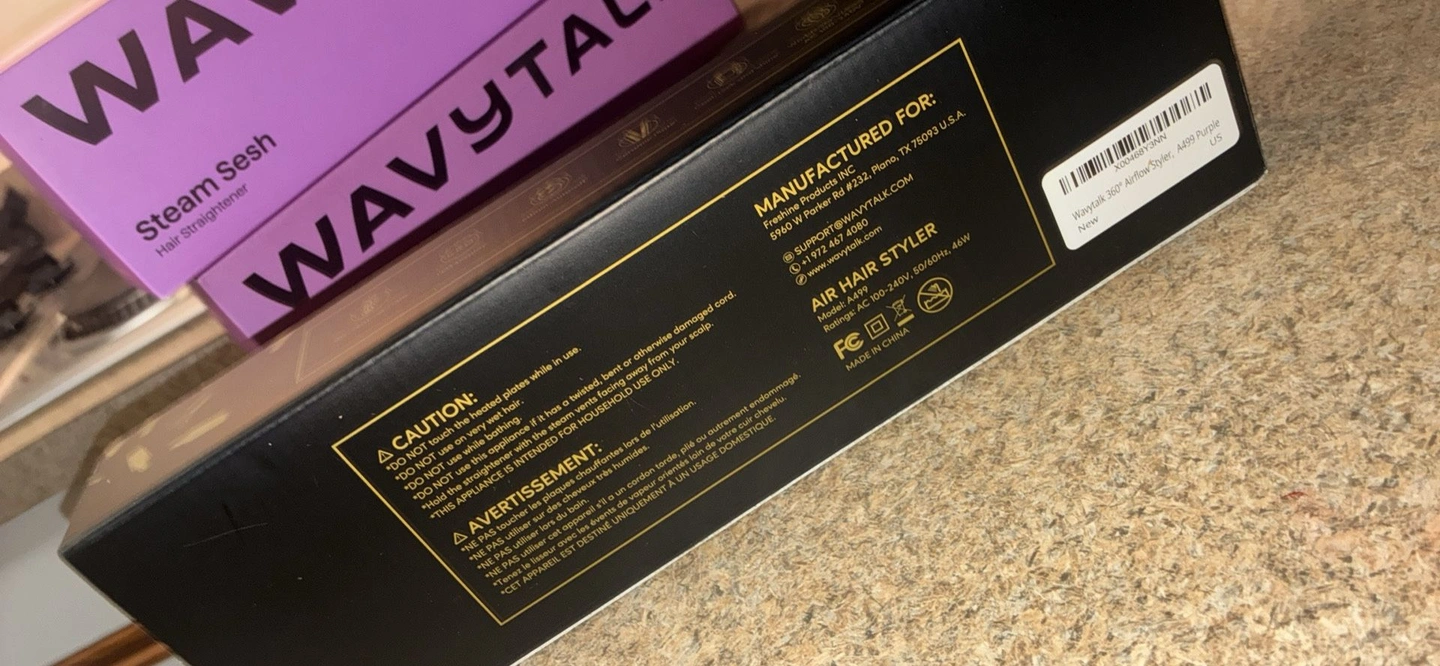 WAV
Steam Sesh
Hair Straightener
WAVYTAL
CAUTION:
*DO NOT touch the heated plates while in use.
*DO NOT use on very wet hair.
*DO NOT use while bathing.
*DO NOT use this appliance if it has a twisted, bent or otherwise damaged cord.
*Hold the straightener with the steam vents facing away from your scalp.
*THIS APPLIANCE IS INTENDED FOR HOUSEHOLD USE ONLY.
AVERTISSEMENT:
*NE PAS toucher les plaques chauffantes lors de l'utilisation.
*NE PAS utiliser sur des cheveux très humides.
*NE PAS utiliser lors du bain.
*NE PAS utiliser cet appareil s'il a un cordon tordé, plié ou autrement endommagé.
*Tenez le lisseur avec les évents de vapeur orientés loin de votre cuir chevelu.
*CET APPAREIL EST DESTINÉ UNIQUEMENT À UN USAGE DOMESTIQUE.
MANUFACTURED FOR:
Freshine Products INC
5960 W Parker Rd #232, Plano, TX 75093 U.S.A.
SUPPORT@WAVYTALK.COM
+1 972 467 4080
www.wavytalk.com
AIR HAIR STYLER
Model: A499
Ratings: AC 100-240V, 50/60Hz, 46W
FC
MADE IN CHINA
X00468Y3NN
Wavytalk 360° Airflow Styler, A499 Purple
US
New